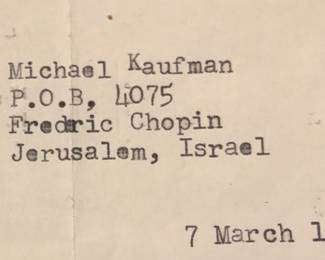 Michael Kaufman
P.O.B, 4075
Fredric Chopin
Jerusalem, Israel
7 March 1